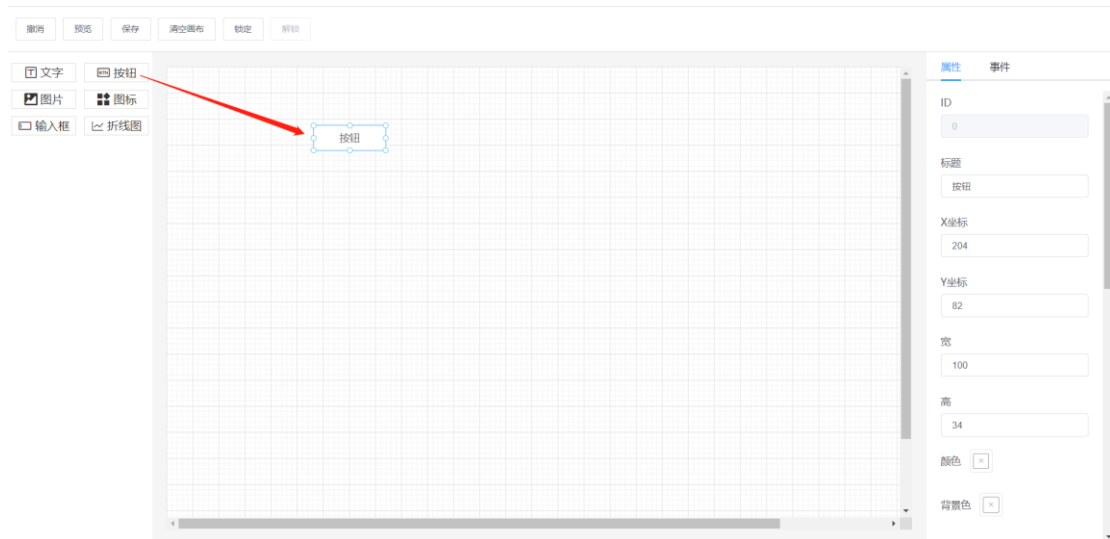 撤消 预览 保存 清空画布 锁定 解锁
文字 按钮
图片 图标
输入框 折线图
按钮
属性 事件
ID
0
标题
按钮
X坐标
204
Y坐标
82
宽
100
高
34
颜色
背景色